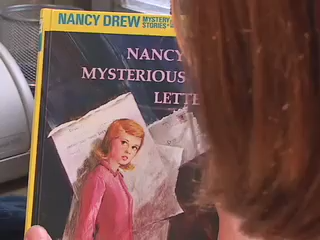 NANCY DREW MYSTERY
STORIES
NANCY
MYSTERIOUS
LETTE